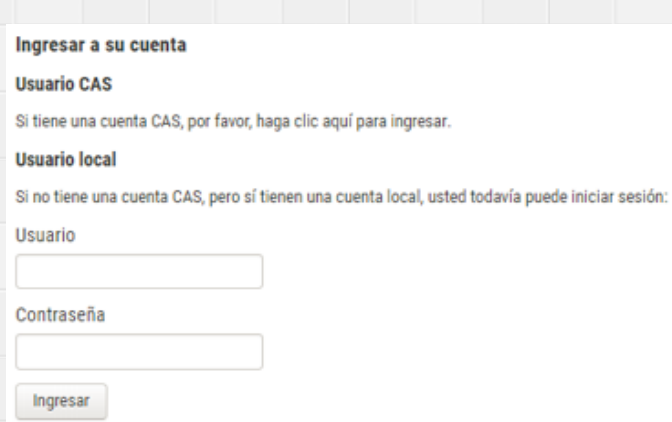 Ingresar a su cuenta
Usuario CAS
Si tiene una cuenta CAS, por favor, haga clic aquí para ingresar.
Usuario local
Si no tiene una cuenta CAS, pero sí tienen una cuenta local, usted todavía puede iniciar sesión:
Usuario
Contraseña
Ingresar